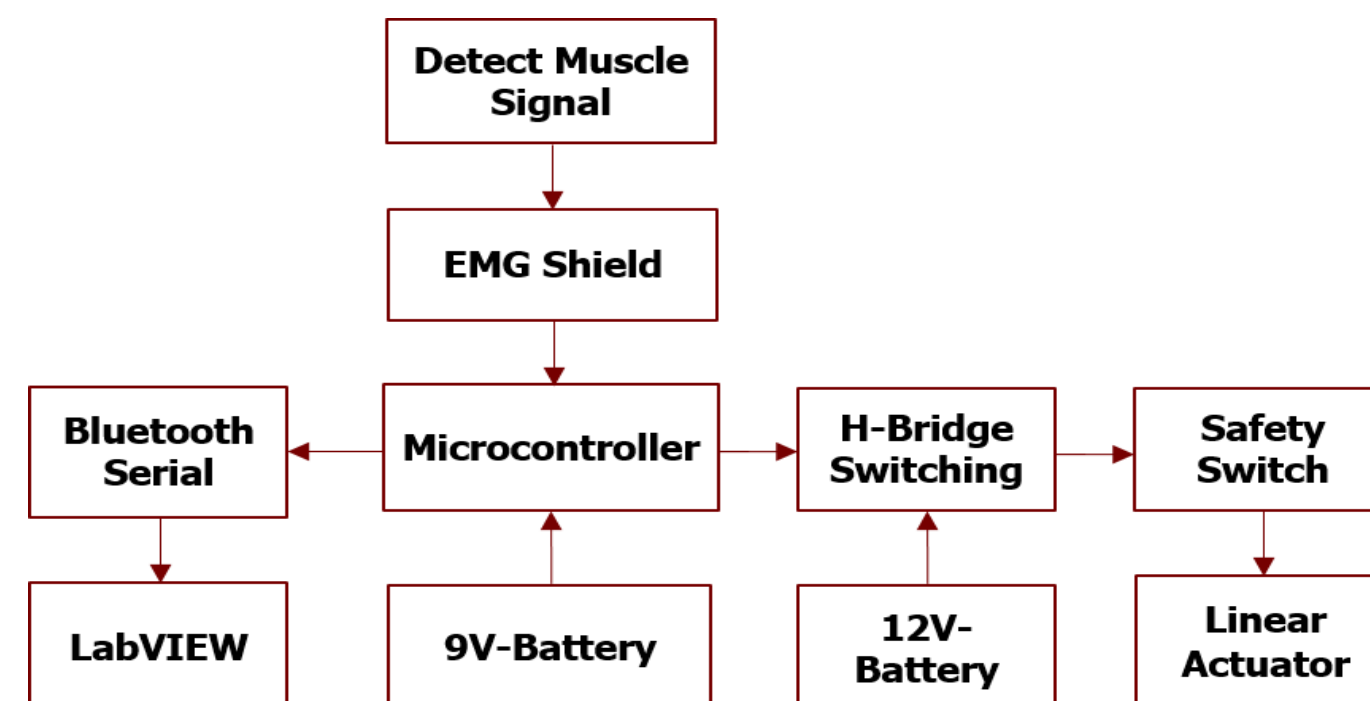 Detect Muscle
Signal
EMG Shield
Bluetooth
Serial
Microcontroller
H-Bridge
Switching
Safety
Switch
LabVIEW
9V-Battery
12V-
Battery
Linear
Actuator